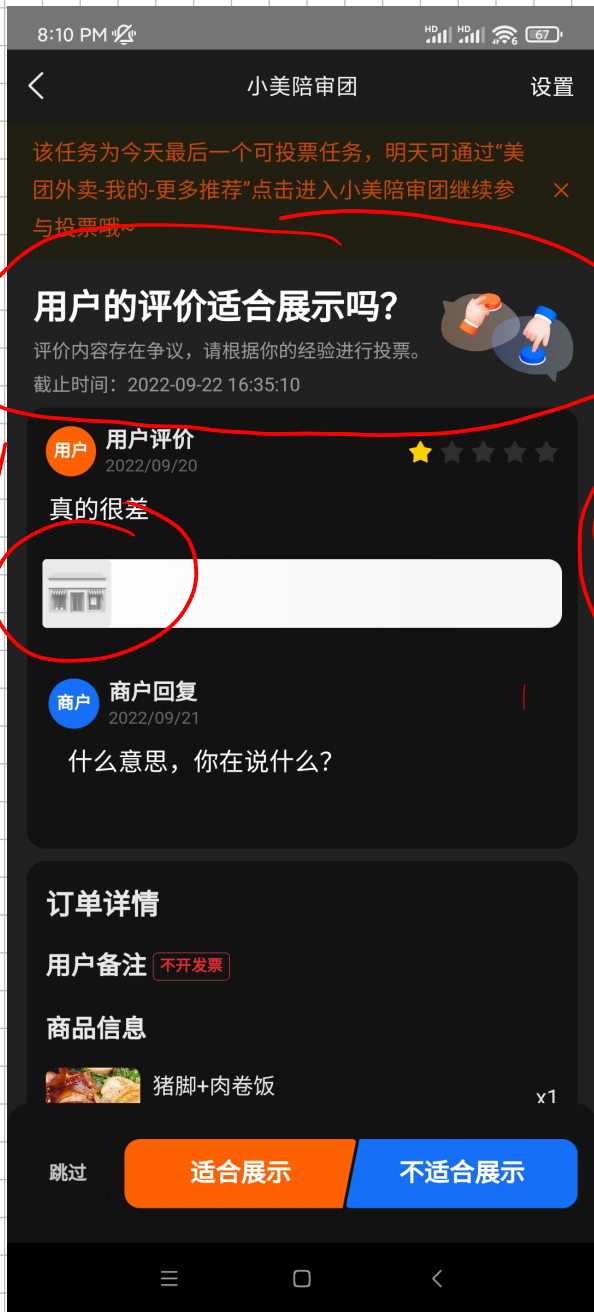 8:10 PM
HD HD 6 67
小美陪审团
设置
该任务为今天最后一个可投票任务，明天可通过“美
团外卖-我的-更多推荐”点击进入小美陪审团继续参
与投票哦~
用户的评价适合展示吗？
评价内容存在争议，请根据你的经验进行投票。
截止时间：2022-09-22 16:35:10
用户
用户评价
2022/09/20
真的很差
商户
商户回复
2022/09/21
什么意思，你在说什么？
订单详情
用户备注 不开发票
商品信息
猪脚+肉卷饭
x1
跳过
适合展示
不适合展示